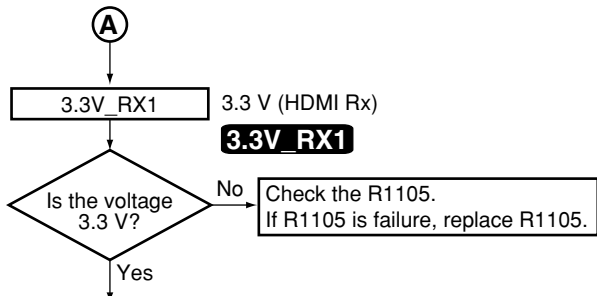 A
3.3V_RX1
3.3 V (HDMI Rx)
3.3V_RX1
Is the voltage
3.3 V?
No
Check the R1105.
If R1105 is failure, replace R1105.
Yes